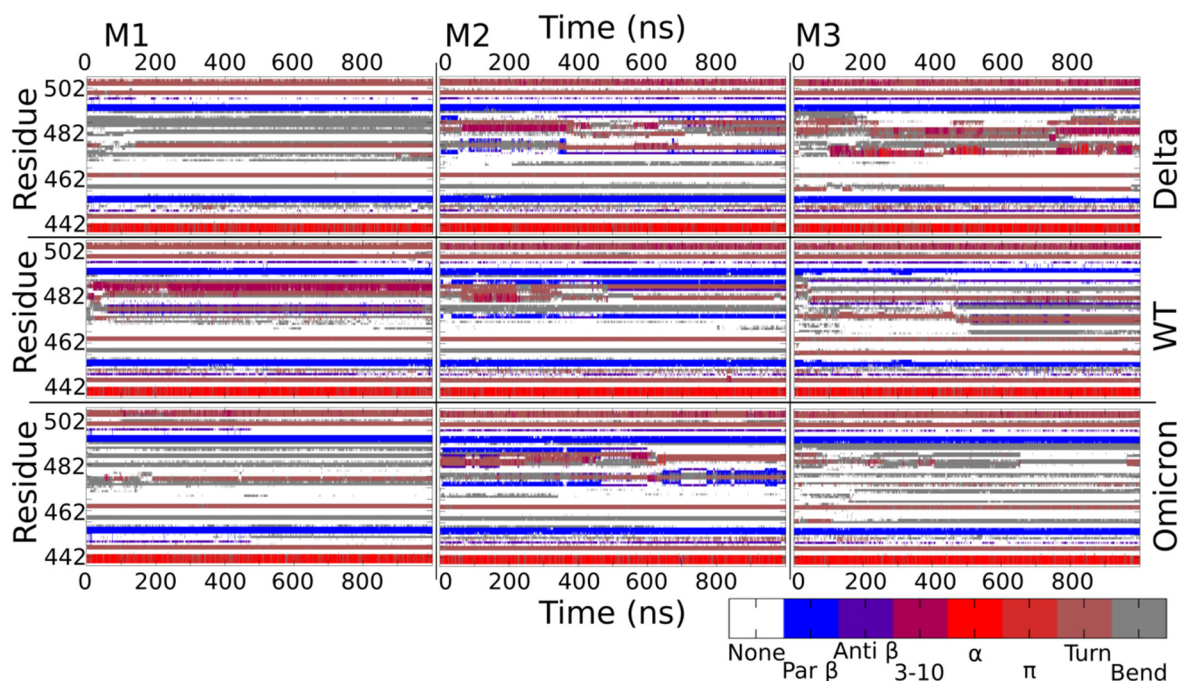 Time (ns)
M1 M2 M3
0 200 400 600 800 0 200 400 600 800 0 200 400 600 800
Residue 502 482 462 442 Delta
Residue 502 482 462 442 WT
Residue 502 482 462 442 Omicron
0 200 400 600 800 0 200 400 600 800 0 200 400 600 800
Time (ns)
None Par β Anti β 3-10 α π Turn Bend